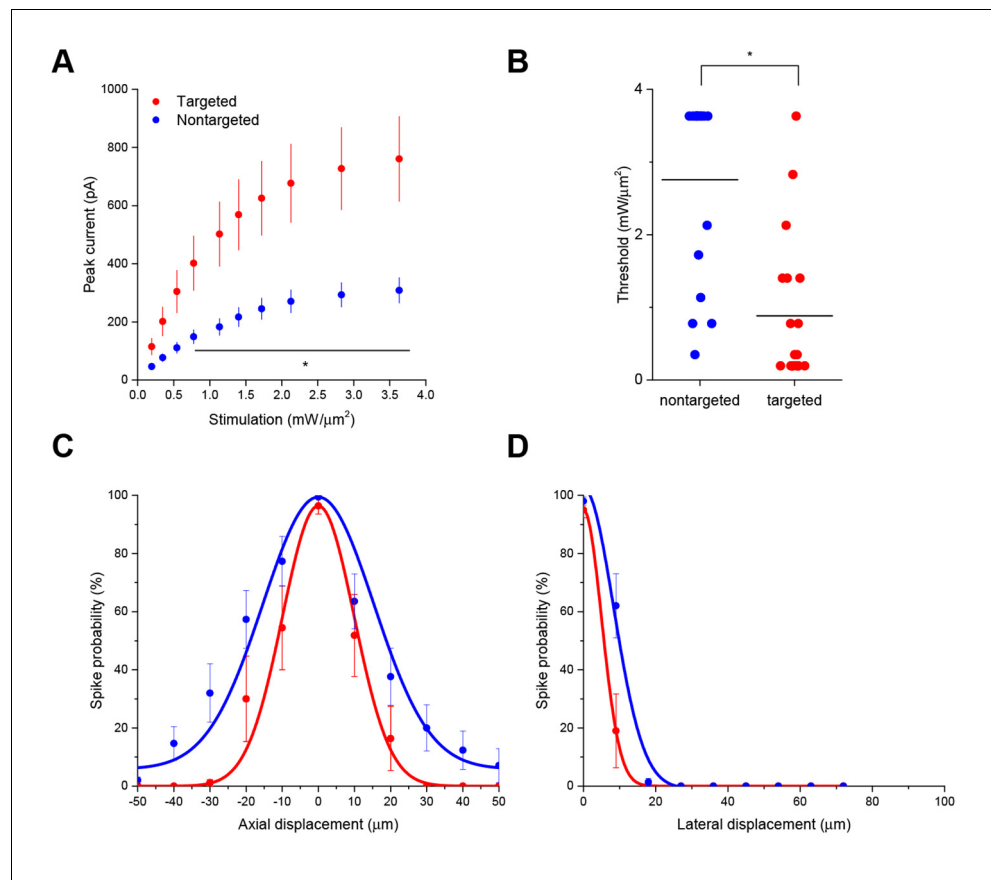 A
1000
800
600
400
200
0
Peak current (pA)
Targeted
Nontargeted
*
0.0 0.5 1.0 1.5 2.0 2.5 3.0 3.5 4.0
Stimulation (mW/μm²)
B
*
4
2
0
Threshold (mW/μm²)
nontargeted targeted
C
100
80
60
40
20
0
Spike probability (%)
-50 -40 -30 -20 -10 0 10 20 30 40 50
Axial displacement (μm)
D
100
80
60
40
20
0
Spike probability (%)
0 20 40 60 80 100
Lateral displacement (μm)